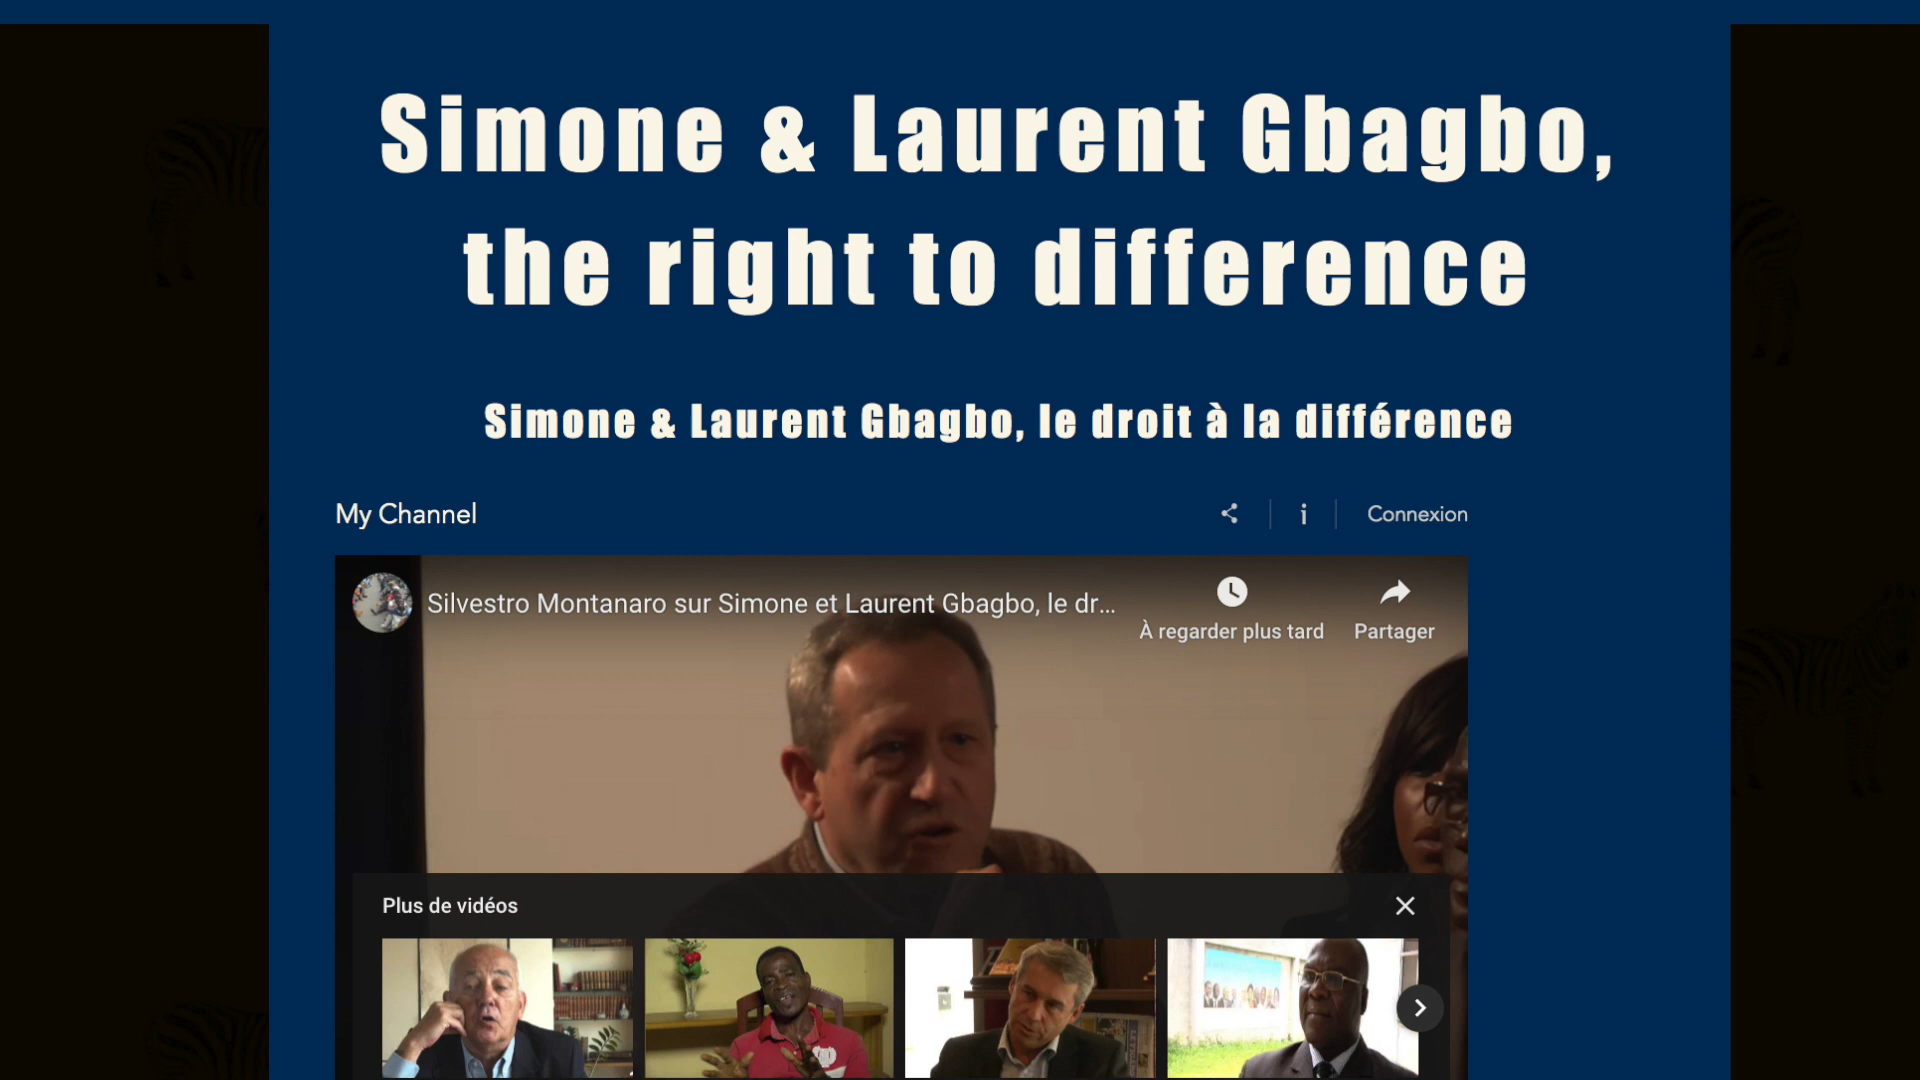 Simone & Laurent Gbagbo,
the right to difference
Simone & Laurent Gbagbo, le droit à la différence
My Channel
Connexion
Silvestro Montanaro sur Simone et Laurent Gbagbo, le dr...
À regarder plus tard
Partager
Plus de vidéos